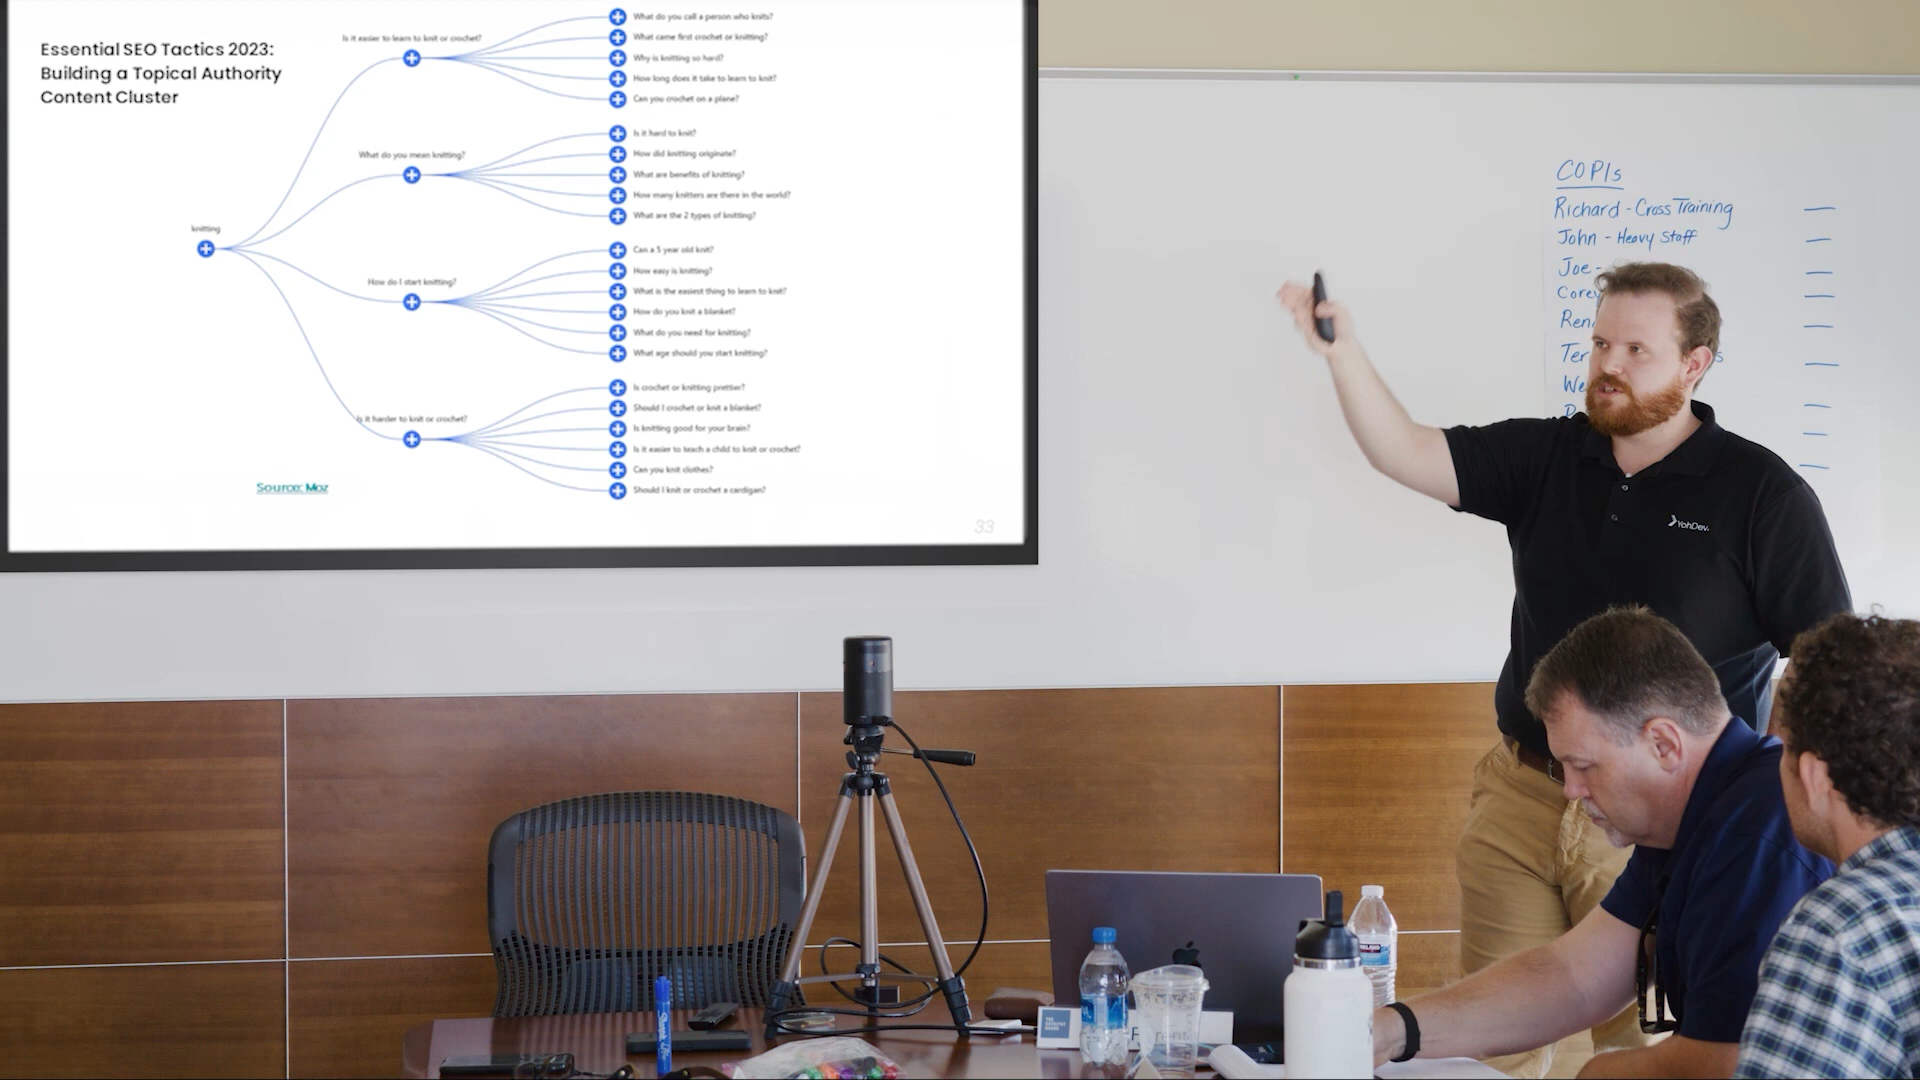 Essential SEO Tactics 2023:
Building a Topical Authority
Content Cluster
knitting
Is it easier to learn to knit or crochet?
What do you call a person who knits?
What came first crochet or knitting?
Why is knitting so hard?
How long does it take to learn to knit?
Can you crochet on a plane?
What do you mean knitting?
Is it hard to knit?
How did knitting originate?
What are benefits of knitting?
How many knitters are there in the world?
What are the 2 types of knitting?
How do I start knitting?
Can a 5 year old knit?
How easy is knitting?
What is the easiest thing to learn to knit?
How do you knit a blanket?
What do you need for knitting?
What age should you start knitting?
Is it harder to knit or crochet?
Is crochet or knitting prettier?
Should I crochet or knit a blanket?
Is knitting good for your brain?
Is it easier to teach a child to knit or crochet?
Can you knit clothes?
Should I knit or crochet a cardigan?
Source: Moz
33
COPIs
Richard - Cross Training
John - Heavy Staff
Joe -
YohDev